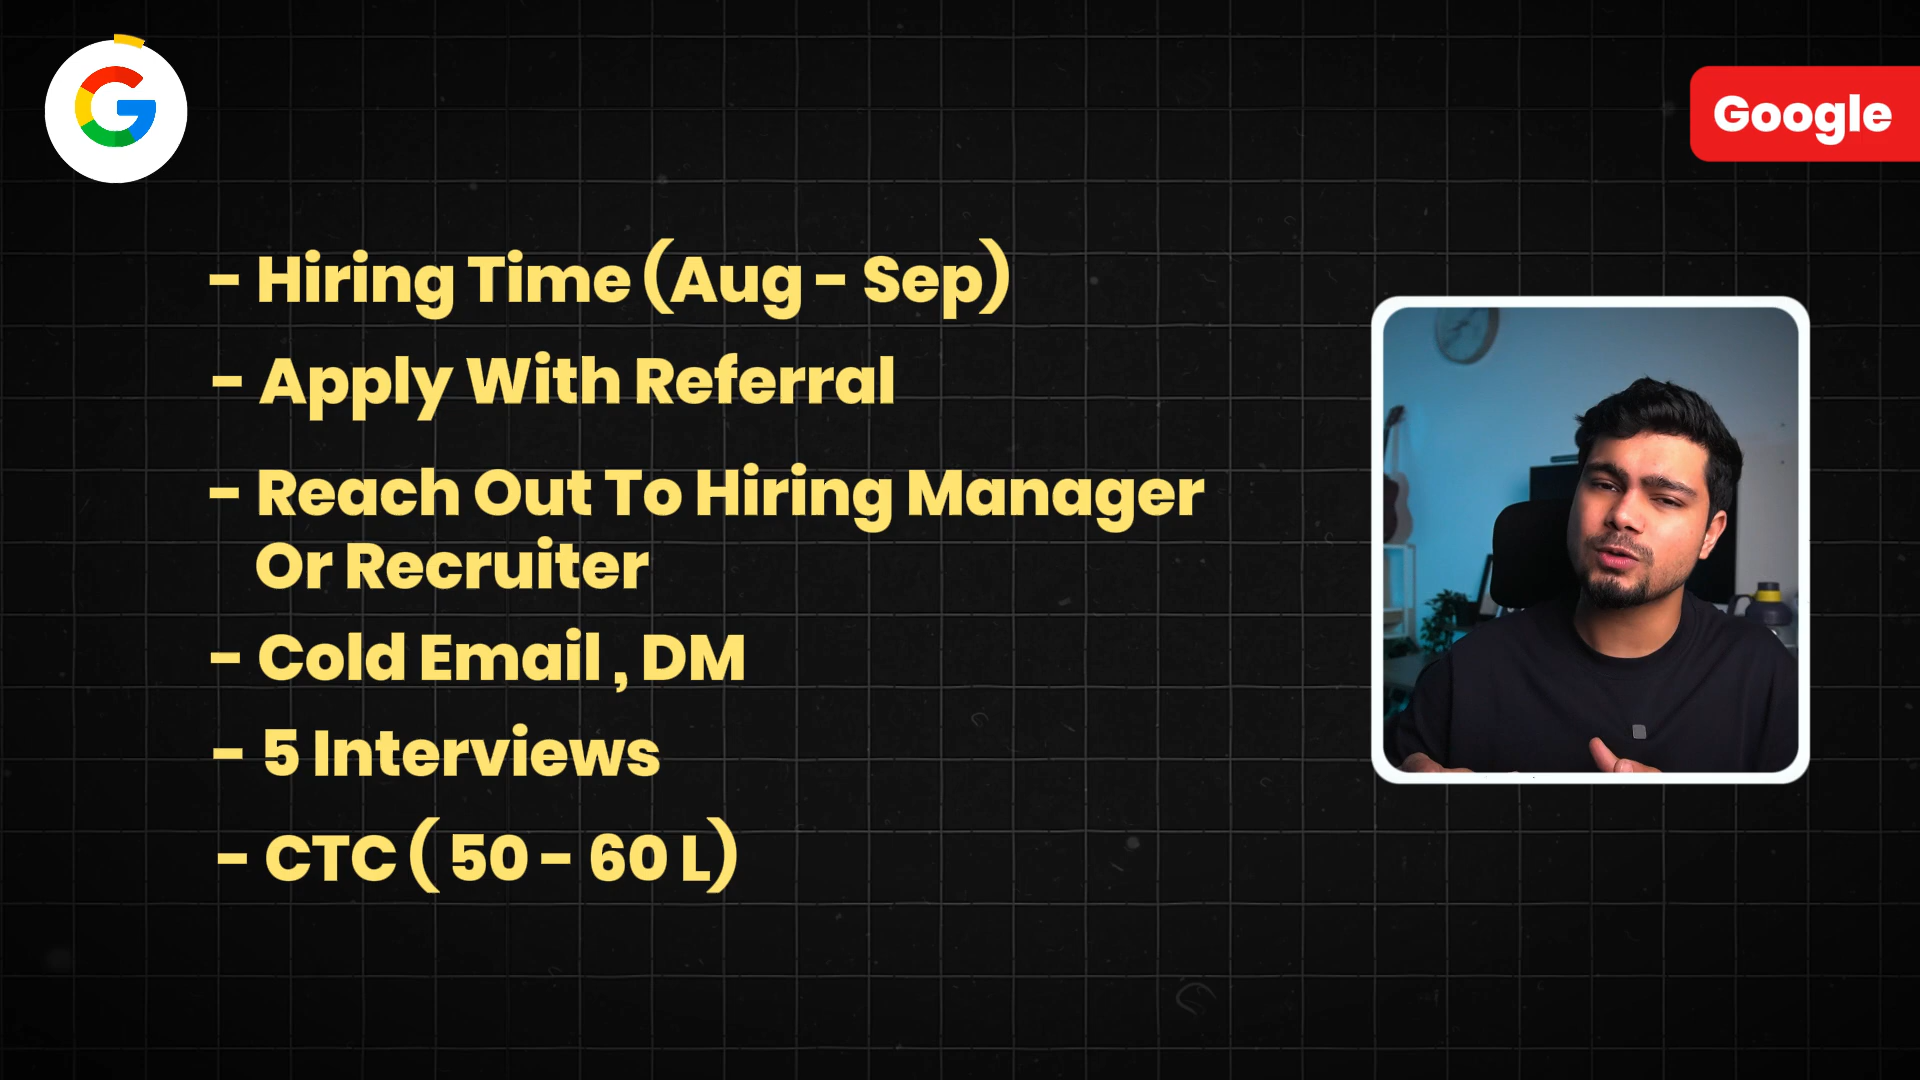 Google
- Hiring Time (Aug - Sep)
- Apply With Referral
- Reach Out To Hiring Manager
Or Recruiter
- Cold Email , DM
- 5 Interviews
- CTC ( 50 - 60 L)